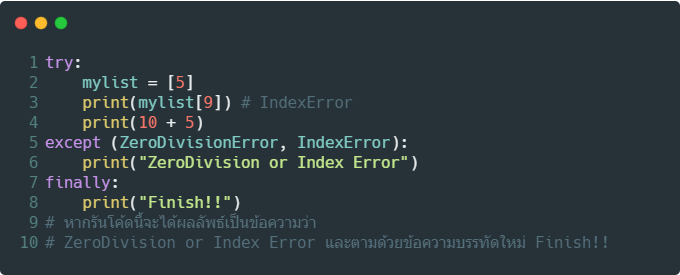 1 try:
2     mylist = [5]
3     print(mylist[9]) # IndexError
4     print(10 + 5)
5 except (ZeroDivisionError, IndexError):
6     print("ZeroDivision or Index Error")
7 finally:
8     print("Finish!!")
9 # หากรันโค้ดนี้จะได้ผลลัพธ์เป็นข้อความว่า
10 # ZeroDivision or Index Error และตามด้วยข้อความบรรทัดใหม่ Finish!!